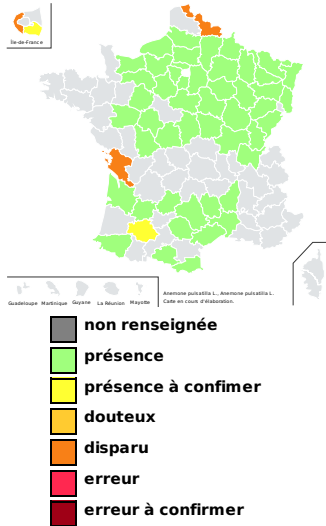 Île-de-France
Guadeloupe Martinique Guyane La Réunion Mayotte
Anemone pulsatilla L., Anemone pulsatilla L.
Carte en cours d'élaboration.
non renseignée
présence
présence à confimer
douteux
disparu
erreur
erreur à confirmer